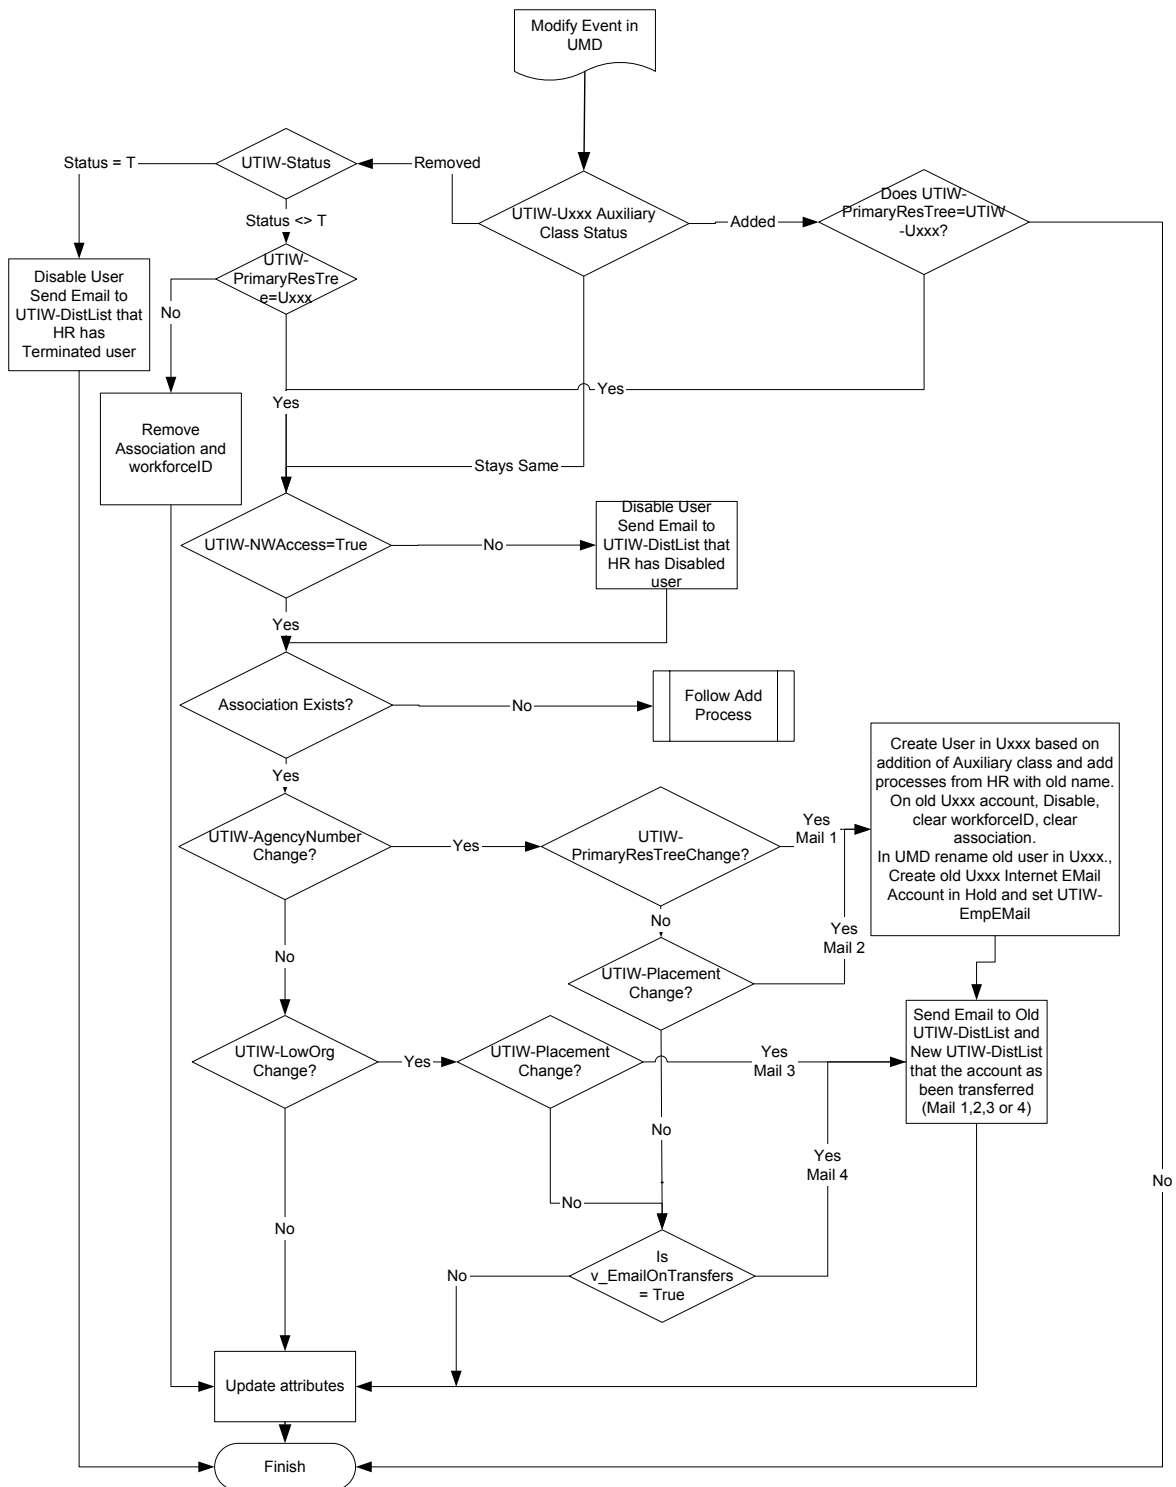 Modify Event in
UMD
Status = T
UTIW-Status
Removed
UTIW-Uxxx Auxiliary
Class Status
Added
Does UTIW-
PrimaryResTree=UTIW
-Uxxx?
Status <> T
UTIW-
PrimaryResTre
e=Uxxx
Disable User
Send Email to
UTIW-DistList that
HR has
Terminated user
No
Yes
Yes
Remove
Association and
workforceID
Stays Same
UTIW-NWAccess=True
No
Disable User
Send Email to
UTIW-DistList that
HR has Disabled
user
Yes
Association Exists?
No
Follow Add
Process
Yes
UTIW-AgencyNumber
Change?
Yes
UTIW-
PrimaryResTreeChange?
Yes
Mail 1
Create User in Uxxx based on
addition of Auxiliary class and add
processes from HR with old name.
On old Uxxx account, Disable,
clear workforceID, clear
association.
In UMD rename old user in Uxxx.,
Create old Uxxx Internet EMail
Account in Hold and set UTIW-
EmpEMail
No
No
UTIW-Placement
Change?
Yes
Mail 2
UTIW-LowOrg
Change?
Yes
UTIW-Placement
Change?
Yes
Mail 3
Send Email to Old
UTIW-DistList and
New UTIW-DistList
that the account as
been transferred
(Mail 1,2,3 or 4)
No
Yes
Mail 4
No
No
No
Is
v_EmailOnTransfers
= True
No
Update attributes
Finish